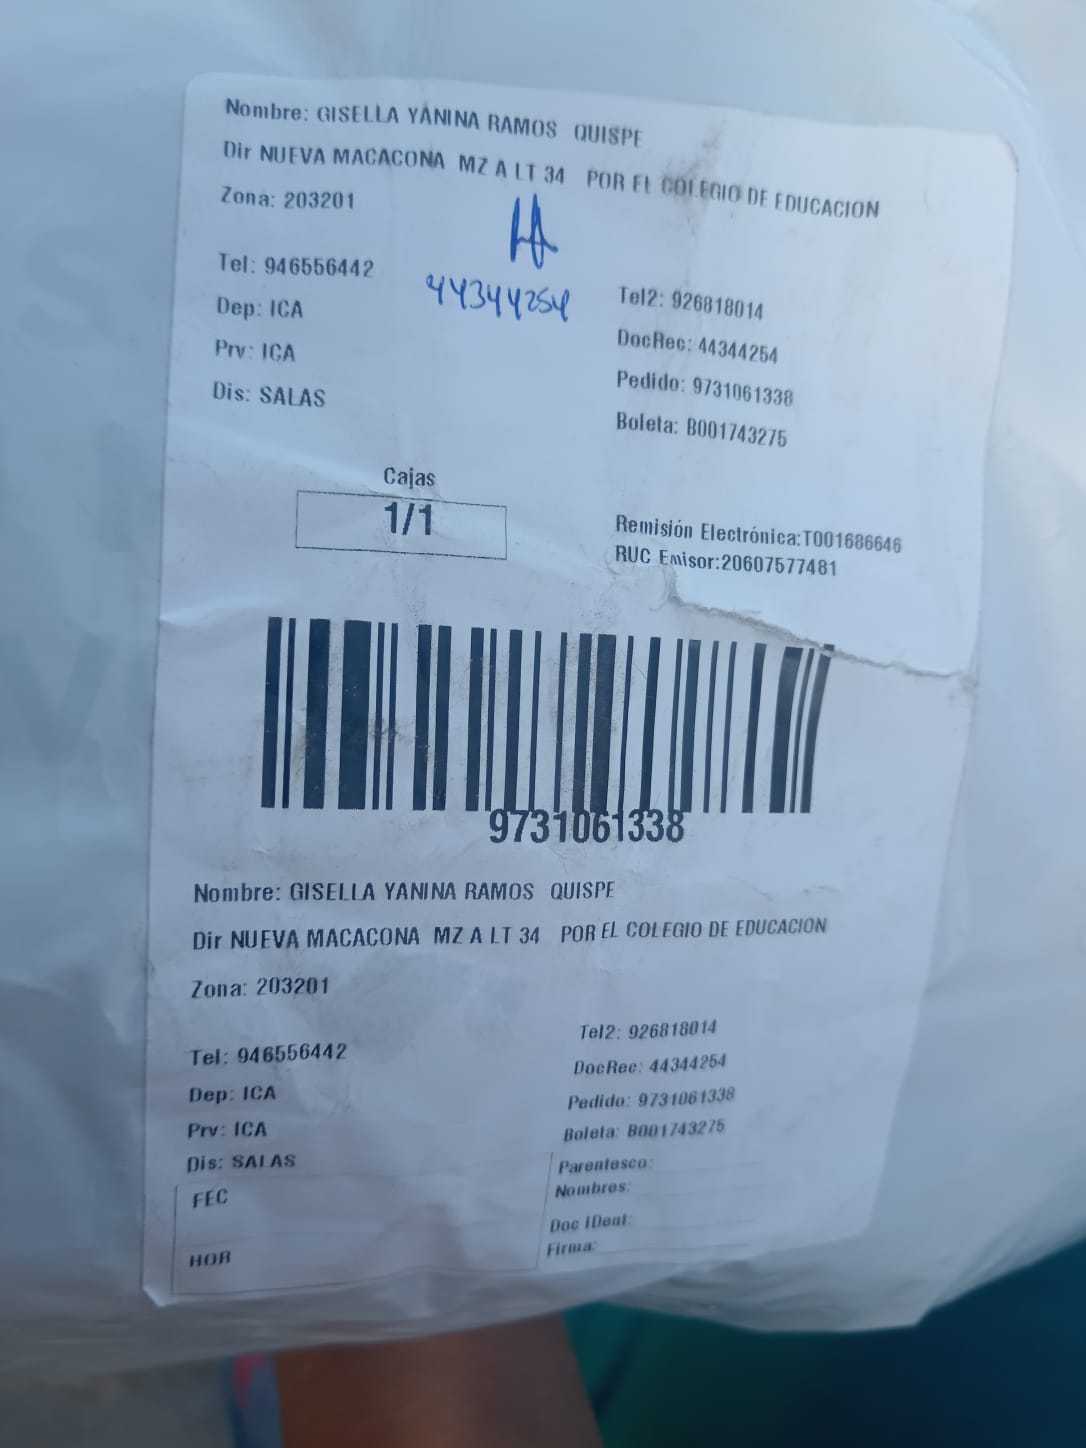 Nombre: GISELLA YANINA RAMOS QUISPE
Dir NUEVA MACACONA MZ A LT 34 POR EL COLEGIO DE EDUCACION
Zona: 203201
Tel: 946556442
44344254
Tel2: 926818014
Dep: ICA
DocRec: 44344254
Prv: ICA
Pedido: 9731061338
Dis: SALAS
Boleta: B001743275
Cajas
1/1
Remisión Electrónica:T001686646
RUC Emisor:20607577481
9731061338
Nombre: GISELLA YANINA RAMOS QUISPE
Dir NUEVA MACACONA MZ A LT 34 POR EL COLEGIO DE EDUCACION
Zona: 203201
Tel: 946556442
Tel2: 926818014
Dep: ICA
DocRec: 44344254
Prv: ICA
Pedido: 9731061338
Dis: SALAS
Boleta: B001743275
FEC
Parentesco:
Nombres:
HOR
Doc IDent:
Firma: